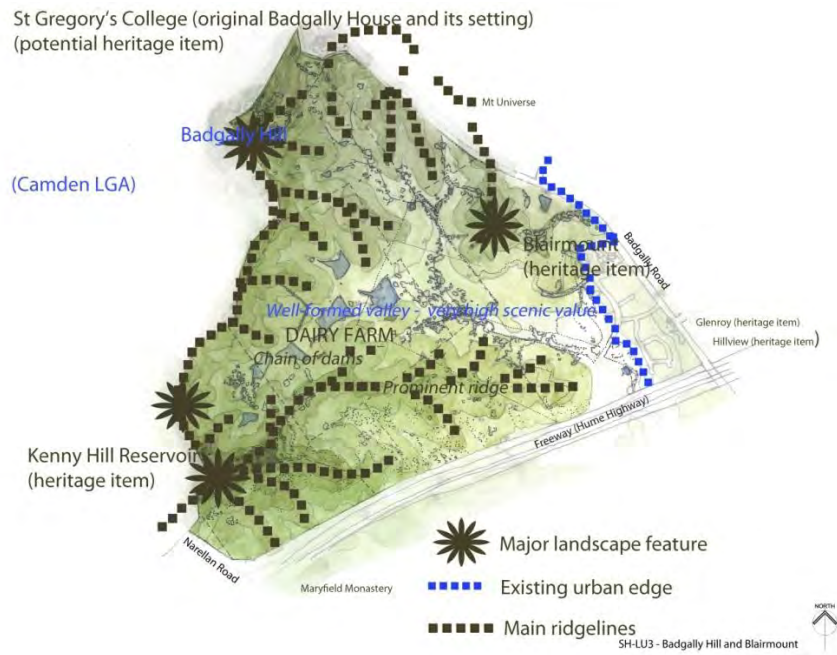 St Gregory's College (original Badgally House and its setting)
(potential heritage item)
Mt Universe
Badgally Hill
(Camden LGA)
Blairmount
(heritage item)
Badgally Road
Well-formed valley - very high scenic value
DAIRY FARM
Chain of dams
Glenroy (heritage item)
Hillview (heritage item)
Prominent ridge
Freeway (Hume Highway)
Kenny Hill Reservoir
(heritage item)
Narellan Road
Maryfield Monastery
Major landscape feature
Existing urban edge
Main ridgelines
NORTH
SH-LU3 - Badgally Hill and Blairmount